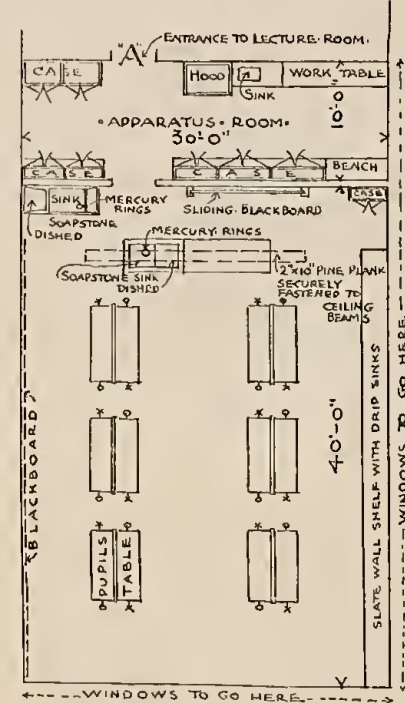 "A"
ENTRANCE TO LECTURE·ROOM·
CASE
HOOD
SINK
WORK TABLE
10'-0"
·APPARATUS·ROOM·
30'-0"
CASE
CASE
BENCH
SINK
MERCURY
RINGS
SLIDING·BLACKBOARD
CASE
SOAPSTONE
DISHED
MERCURY·RINGS
SOAPSTONE SINK
DISHED
2"x10" PINE PLANK
SECURELY
FASTENED TO
CEILING
BEAMS
BLACKBOARD
40'-0"
SLATE WALL SHELF WITH DRIP SINKS
WINDOWS TO GO HERE
PUPILS
TABLE
WINDOWS TO GO HERE